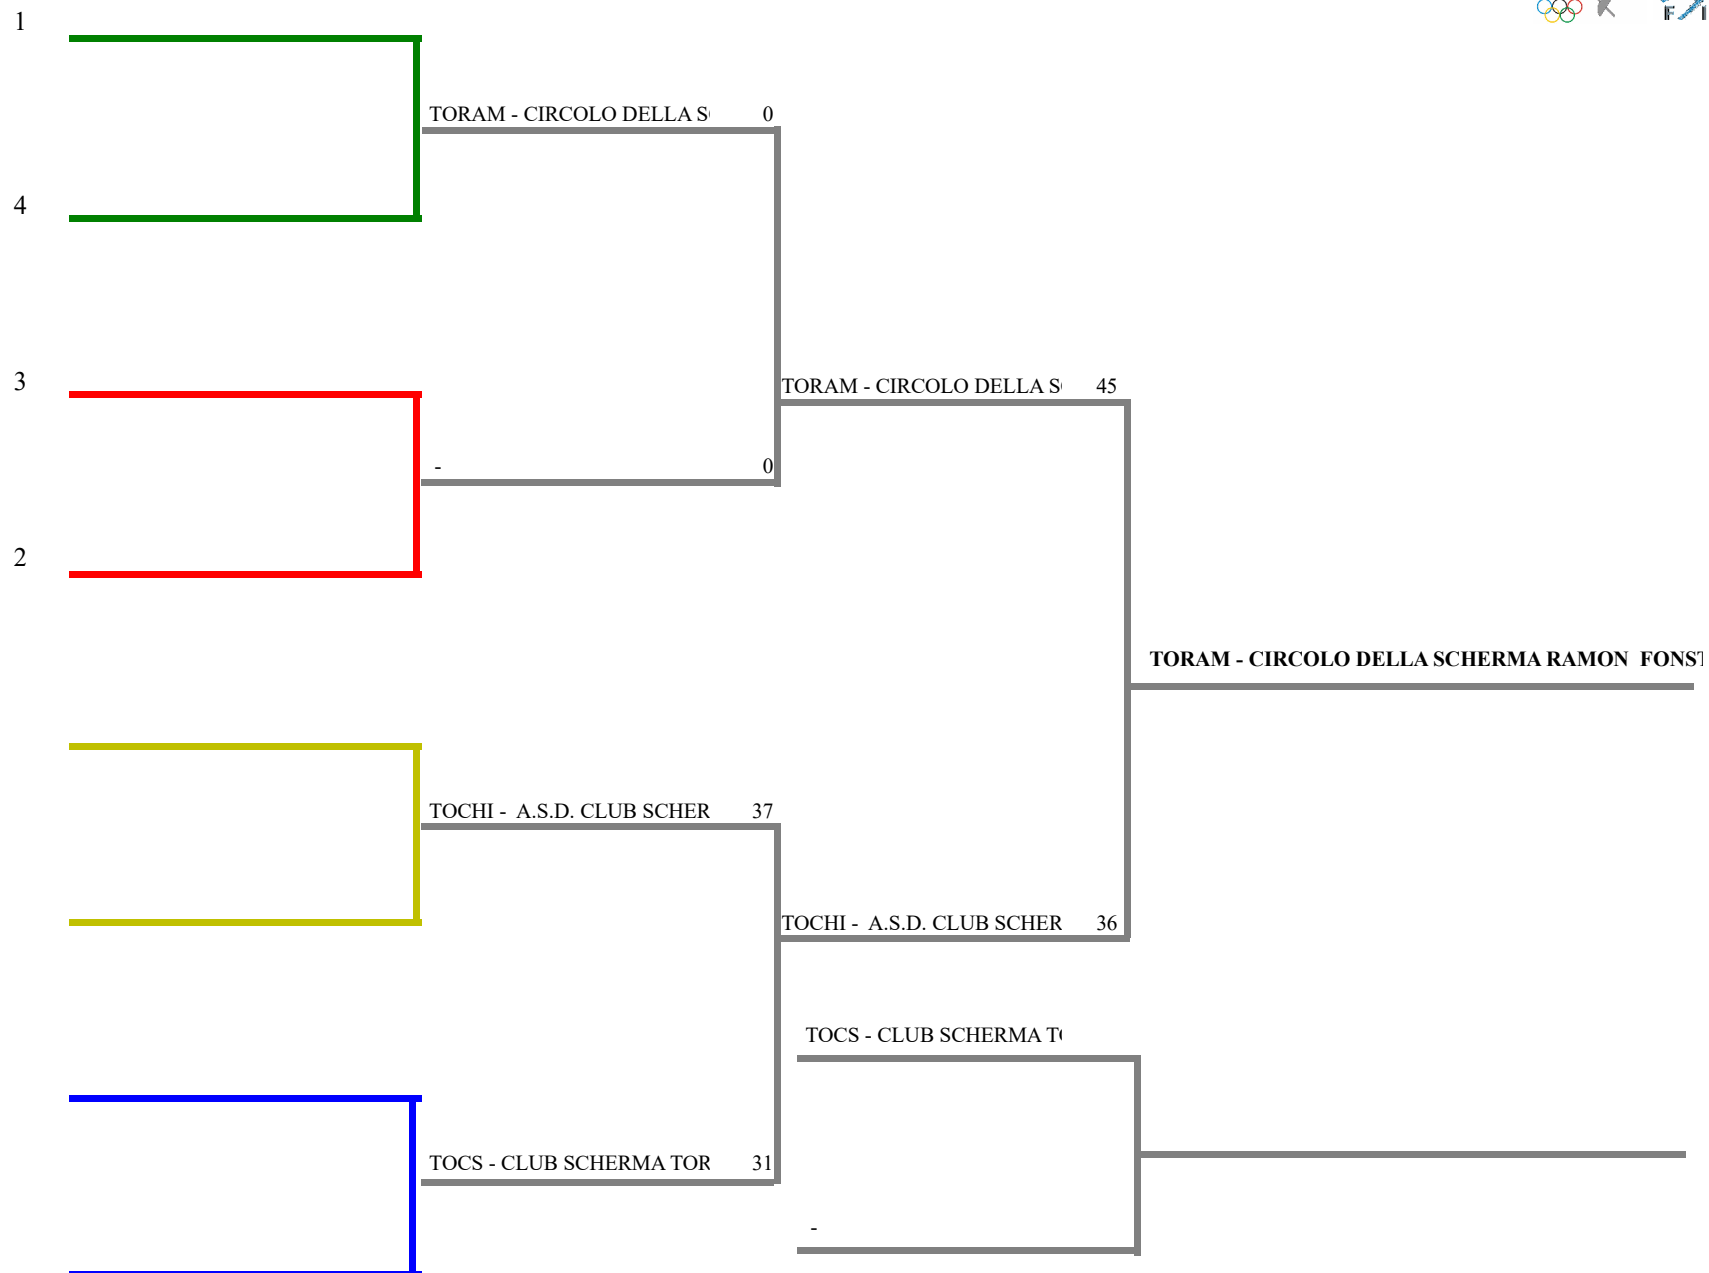 1
TORAM - CIRCOLO DELLA S 0
4
3
TORAM - CIRCOLO DELLA S 45
- 0
2
TORAM - CIRCOLO DELLA SCHERMA RAMON FONST
TOCHI - A.S.D. CLUB SCHER 37
TOCHI - A.S.D. CLUB SCHER 36
TOCS - CLUB SCHERMA T
TOCS - CLUB SCHERMA TOR 31
-